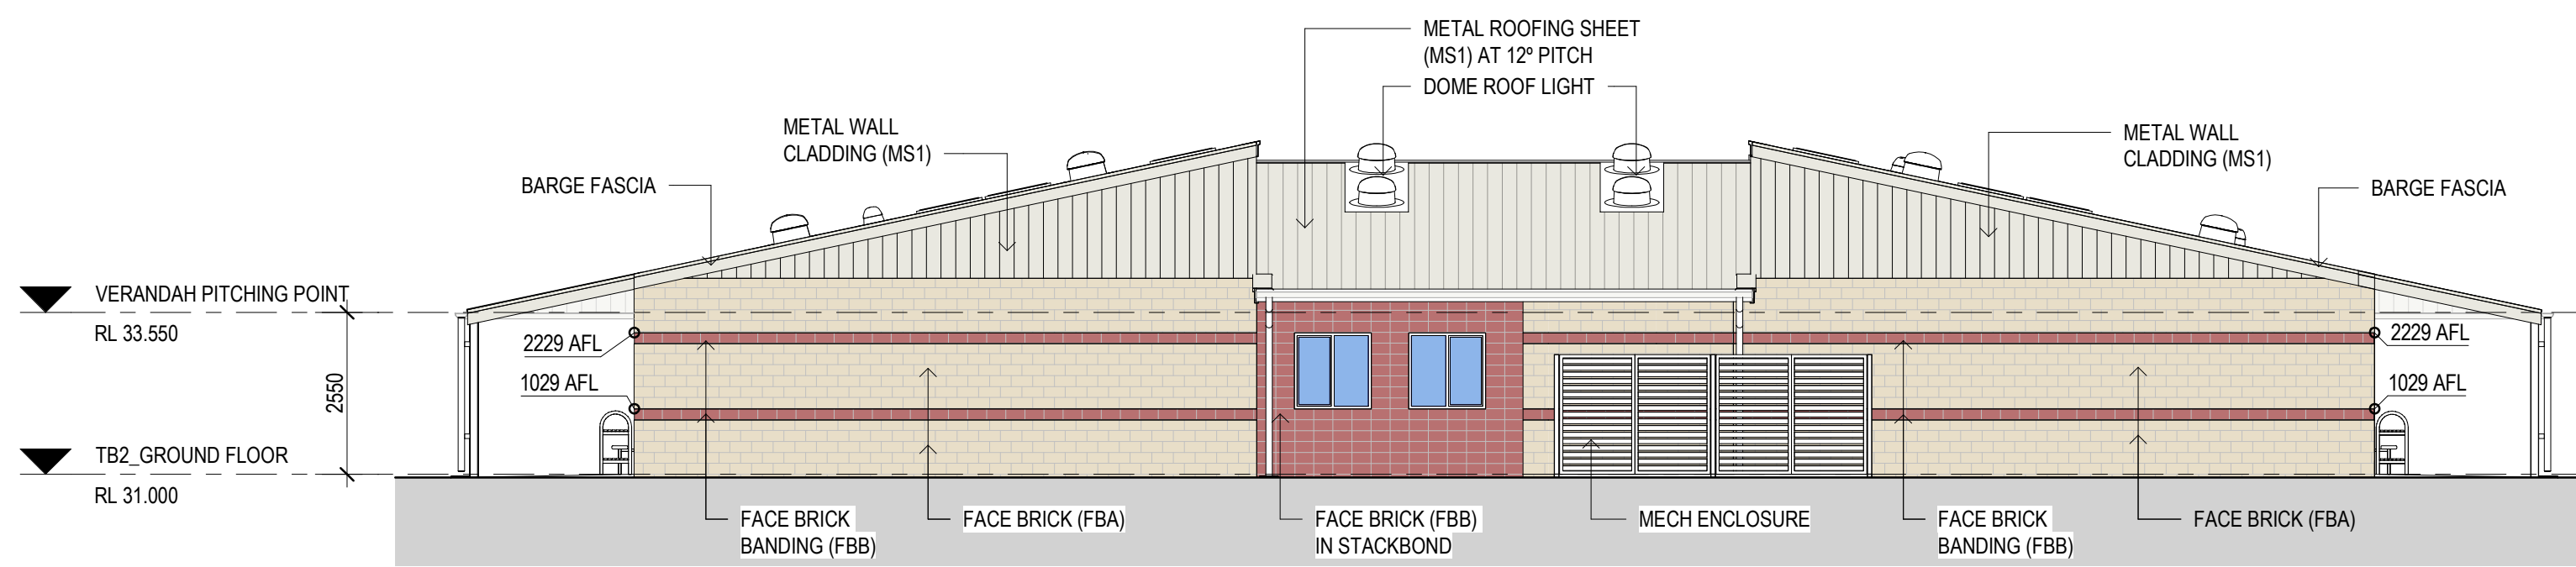 METAL ROOFING SHEET
(MS1) AT 12º PITCH
DOME ROOF LIGHT
METAL WALL
CLADDING (MS1)
METAL WALL
CLADDING (MS1)
BARGE FASCIA
BARGE FASCIA
VERANDAH PITCHING POINT
RL 33.550
2229 AFL
2229 AFL
1029 AFL
1029 AFL
2550
TB2_GROUND FLOOR
RL 31.000
FACE BRICK
BANDING (FBB)
FACE BRICK (FBA)
FACE BRICK (FBB)
IN STACKBOND
MECH ENCLOSURE
FACE BRICK
BANDING (FBB)
FACE BRICK (FBA)